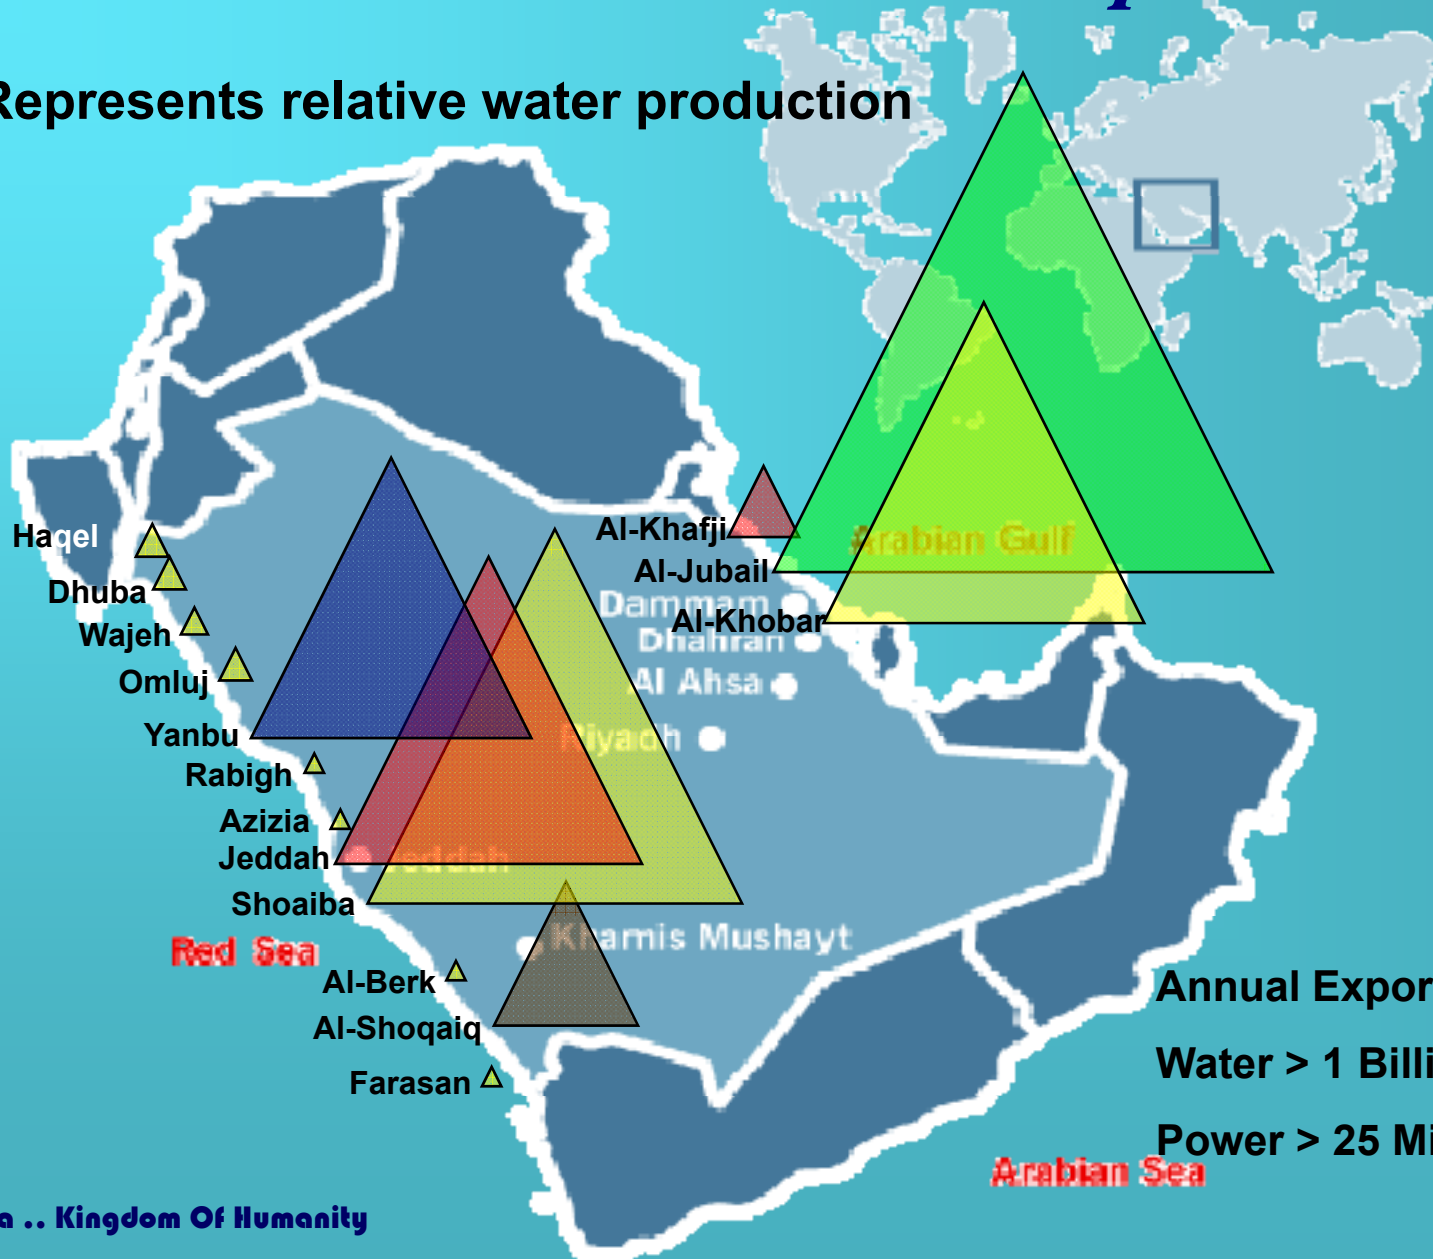 Represents relative water production
Haqel
Dhuba
Wajeh
Omluj
Yanbu
Rabigh
Azizia
Jeddah
Jeddah
Shoaiba
Red Sea
Al-Berk
Al-Shoqaiq
Farasan
Khamis Mushayt
Al-Khafji
Al-Jubail
Arabian Gulf
Dammam
Al-Khobar
Dhahran
Al Ahsa
Riyadh
Annual Expor
Water > 1 Billi
Power > 25 Mi
Arabian Sea
a .. Kingdom Of Humanity